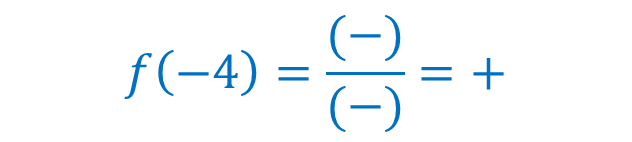 f(−4) = (−)/(−) = +